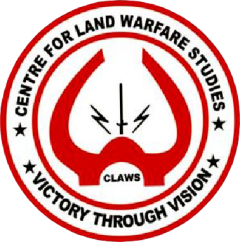 CENTRE FOR LAND WARFARE STUDIES
CLAWS
VICTORY THROUGH VISION